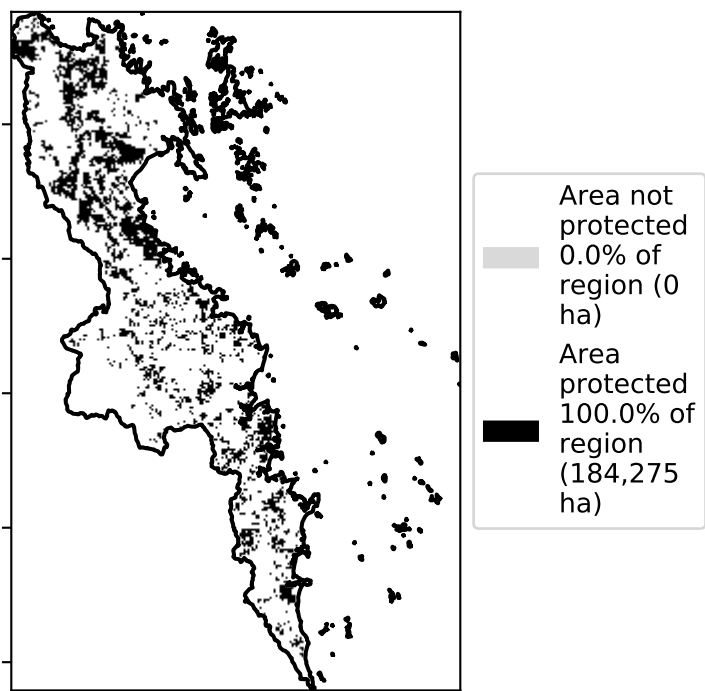 Area not
protected
0.0% of
region (0
ha)
Area
protected
100.0% of
region
(184,275
ha)